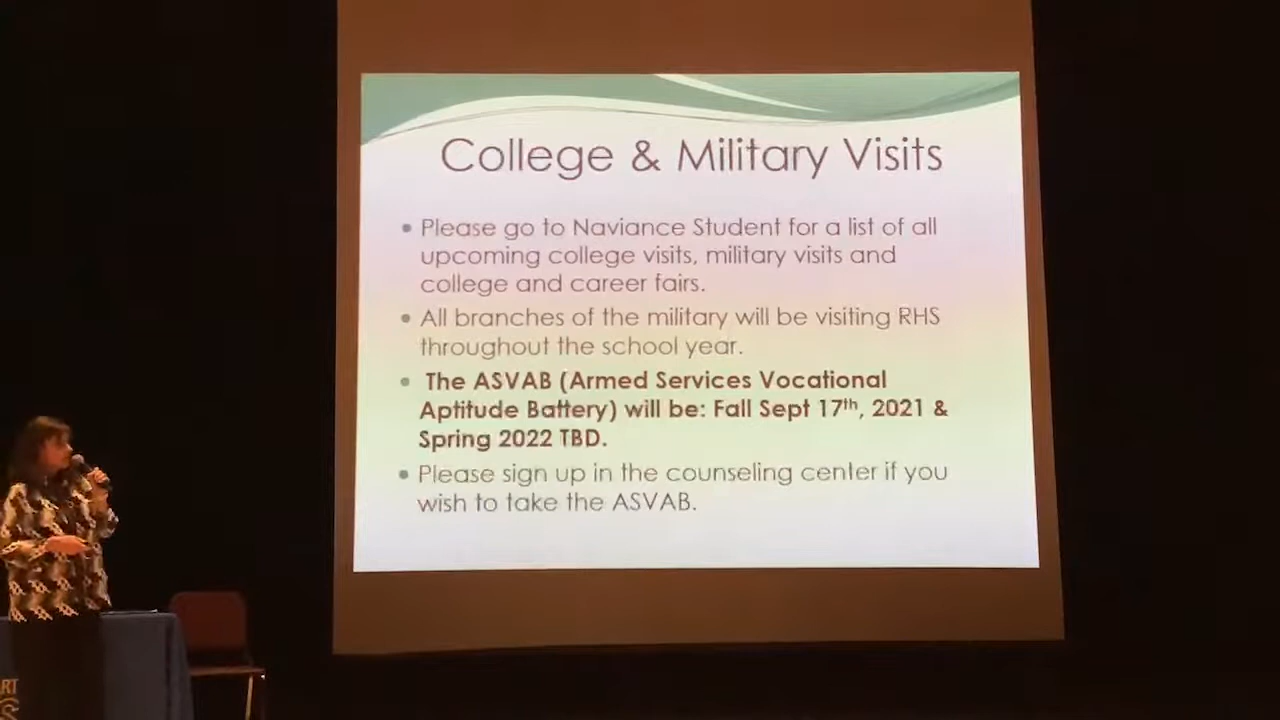 College & Military Visits
• Please go to Naviance Student for a list of all
upcoming college visits, military visits and
college and career fairs.
• All branches of the military will be visiting RHS
throughout the school year.
• The ASVAB (Armed Services Vocational
Aptitude Battery) will be: Fall Sept 17th, 2021 &
Spring 2022 TBD.
• Please sign up in the counseling center if you
wish to take the ASVAB.
ART